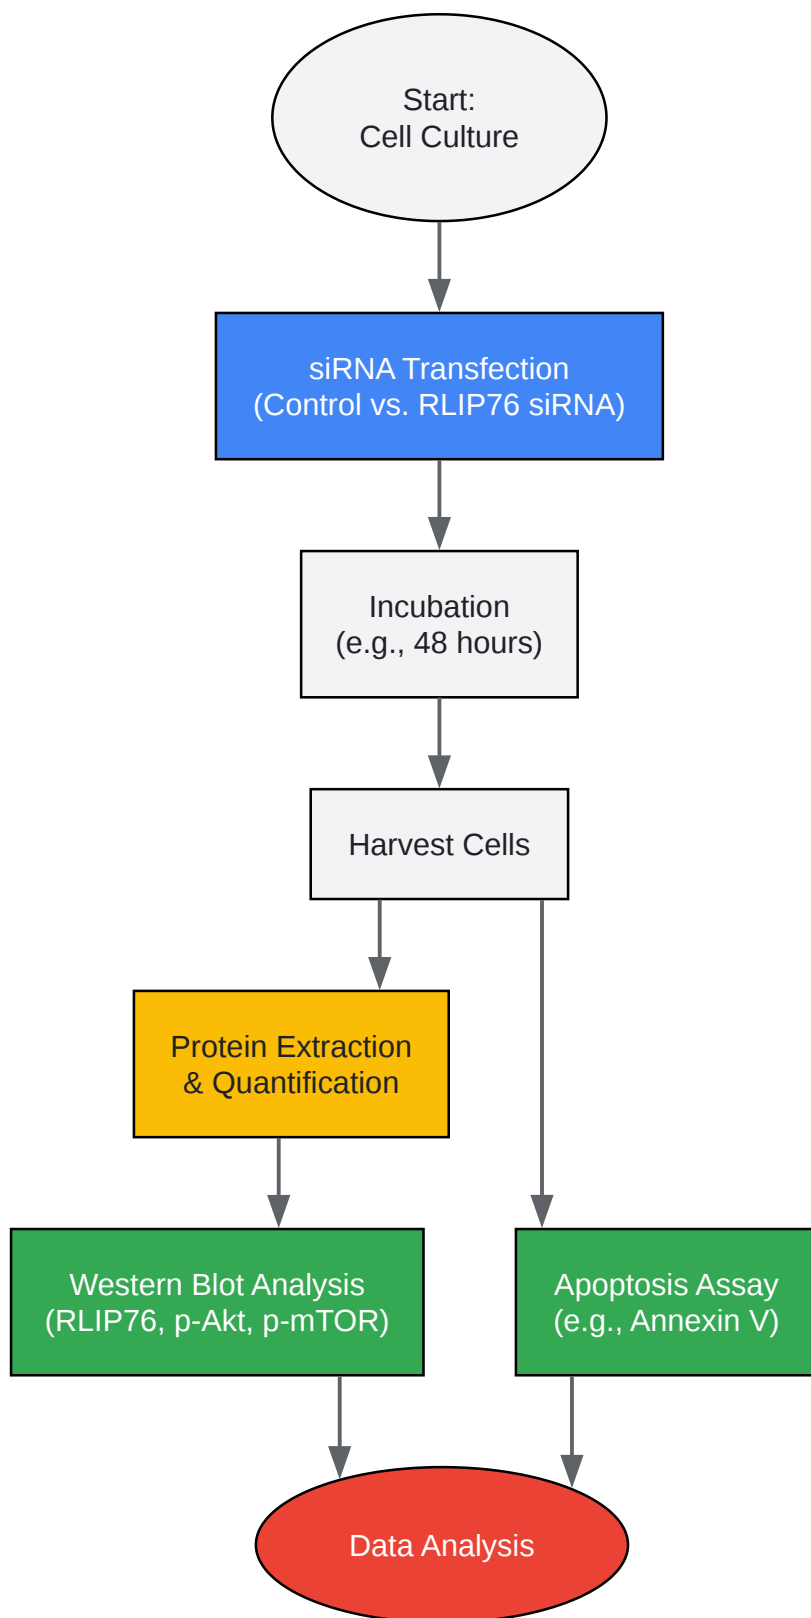 Start:
Cell Culture
siRNA Transfection
(Control vs. RLIP76 siRNA)
Incubation
(e.g., 48 hours)
Harvest Cells
Protein Extraction
& Quantification
Western Blot Analysis
(RLIP76, p-Akt, p-mTOR)
Apoptosis Assay
(e.g., Annexin V)
Data Analysis